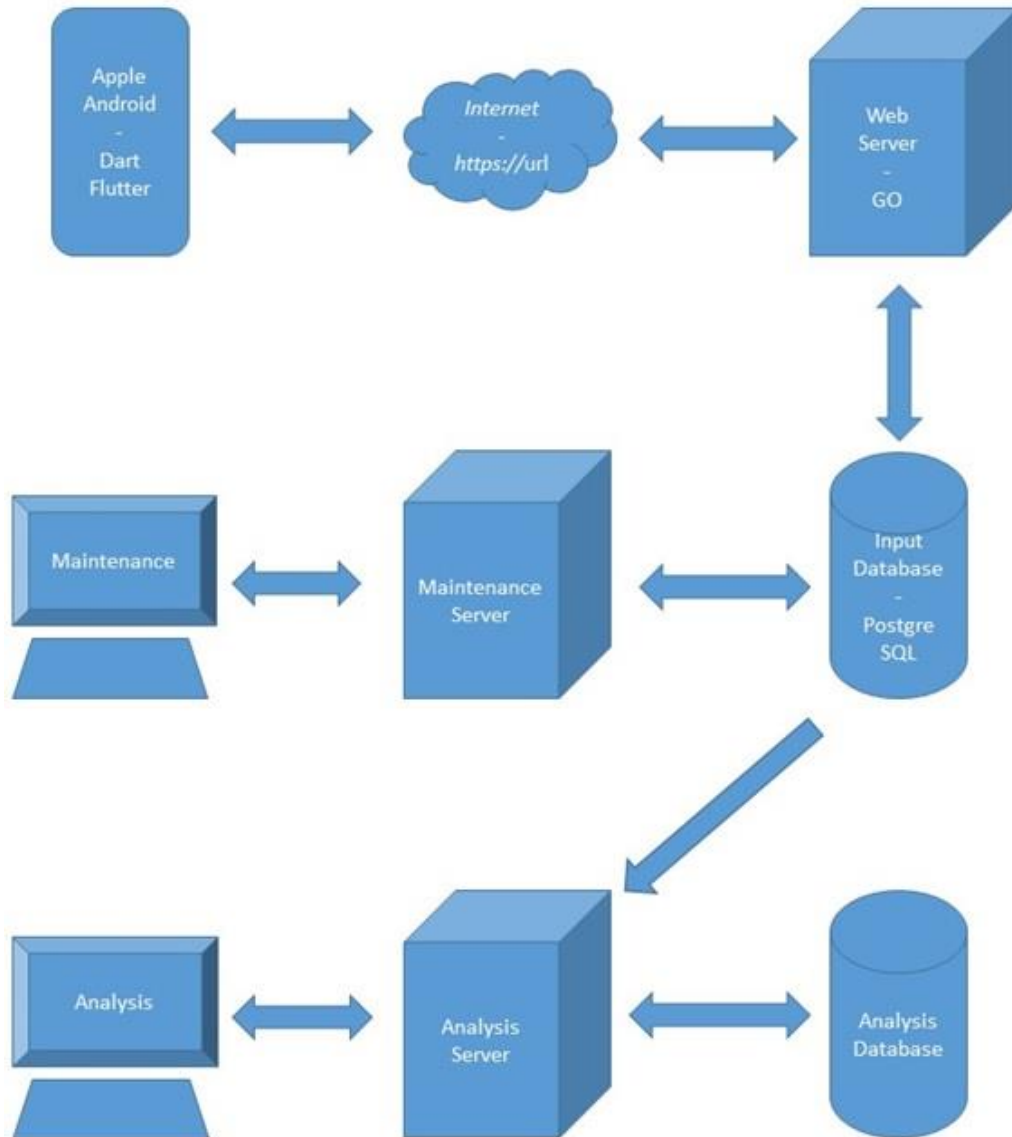 Apple
Android
-
Dart
Flutter
Internet
-
https://url
Web
Server
-
GO
Maintenance
Maintenance
Server
Input
Database
-
Postgre
SQL
Analysis
Analysis
Server
Analysis
Database